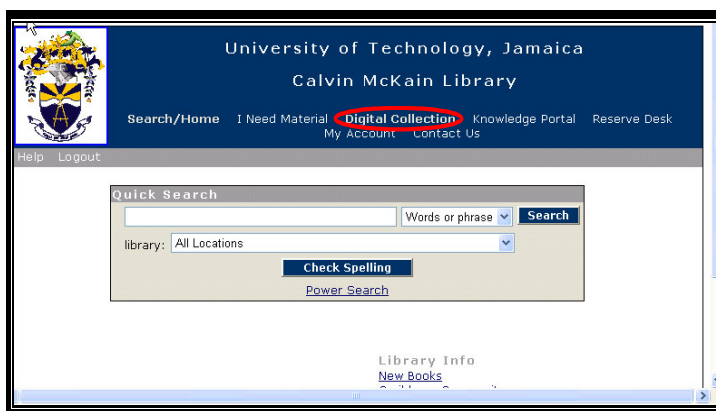 University of Technology, Jamaica
Calvin McKain Library
Search/Home I Need Material Digital Collection Knowledge Portal Reserve Desk
My Account Contact Us
Help Logout
Quick Search
Words or phrase Search
library: All Locations
Check Spelling
Power Search
Library Info
New Books